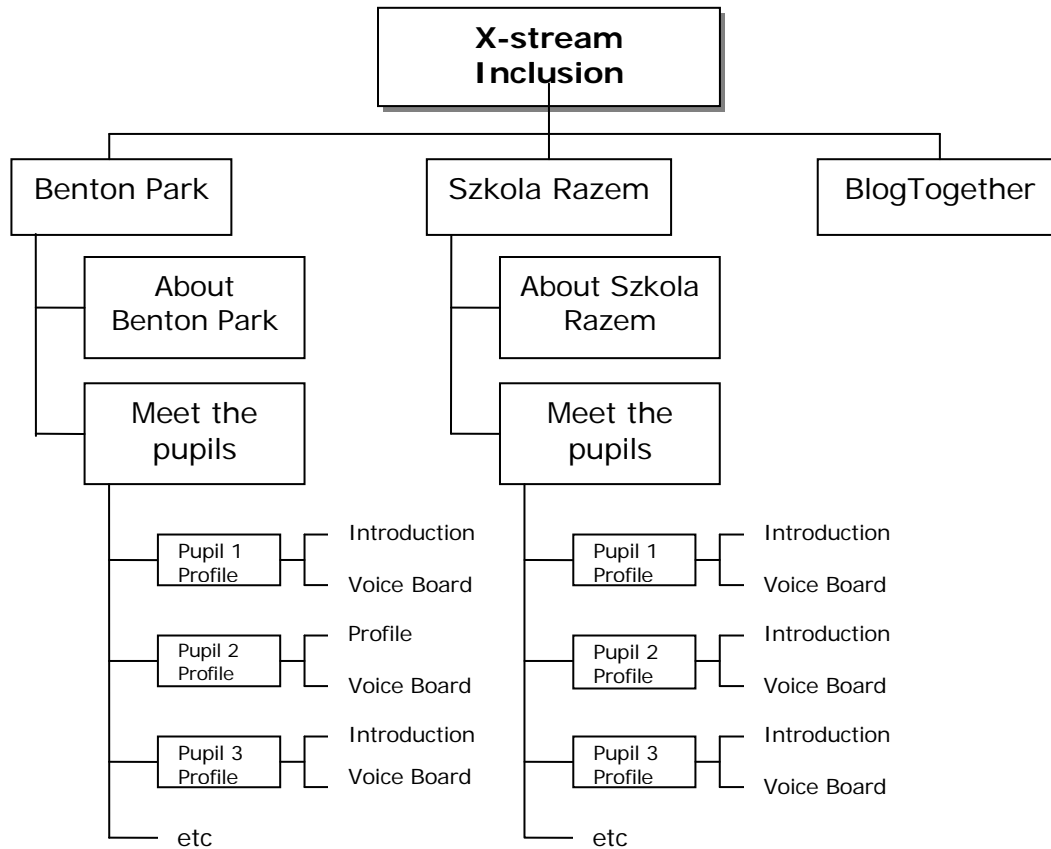 X-stream
Inclusion
Benton Park
Szkola Razem
BlogTogether
About
Benton Park
About Szkola
Razem
Meet the
pupils
Meet the
pupils
Pupil 1
Profile
Introduction
Voice Board
Pupil 1
Profile
Introduction
Voice Board
Pupil 2
Profile
Profile
Voice Board
Pupil 2
Profile
Introduction
Voice Board
Pupil 3
Profile
Introduction
Voice Board
Pupil 3
Profile
Introduction
Voice Board
etc
etc